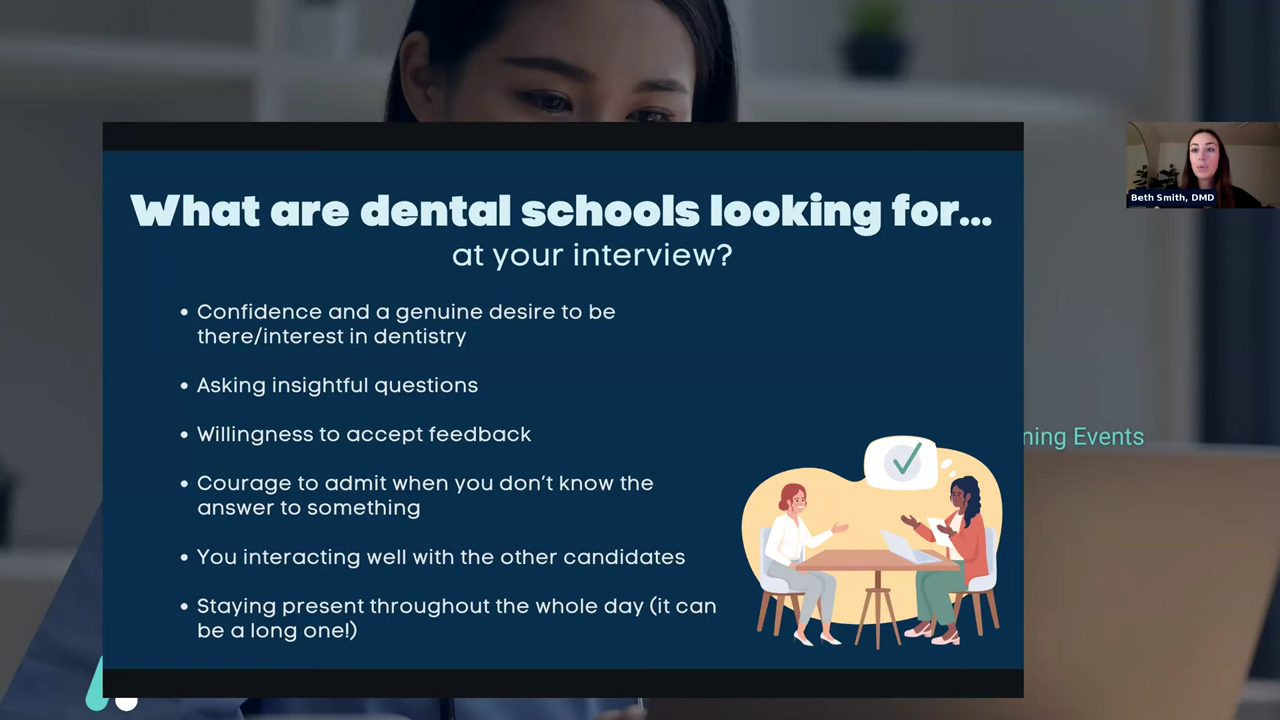 What are dental schools looking for...
at your interview?
• Confidence and a genuine desire to be
there/interest in dentistry
• Asking insightful questions
• Willingness to accept feedback
• Courage to admit when you don't know the
answer to something
• You interacting well with the other candidates
• Staying present throughout the whole day (it can
be a long one!)
Beth Smith, DMD
ning Events